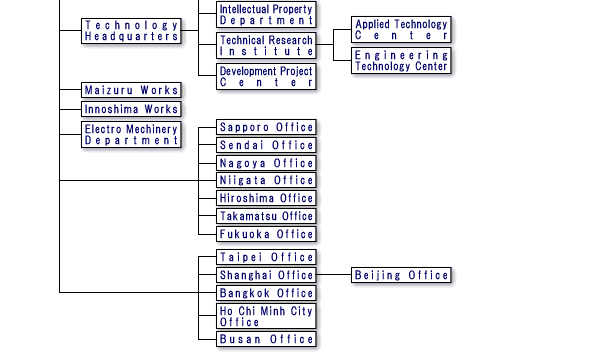 Intellectual Property
Department
Technology
Headquarters
Technical Research
Institute
Applied Technology
Center
Engineering
Technology Center
Development Project
Center
Maizuru Works
Innoshima Works
Electro Mechinery
Department
Sapporo Office
Sendai Office
Nagoya Office
Niigata Office
Hiroshima Office
Takamatsu Office
Fukuoka Office
Taipei Office
Shanghai Office
Beijing Office
Bangkok Office
Ho Chi Minh City
Office
Busan Office